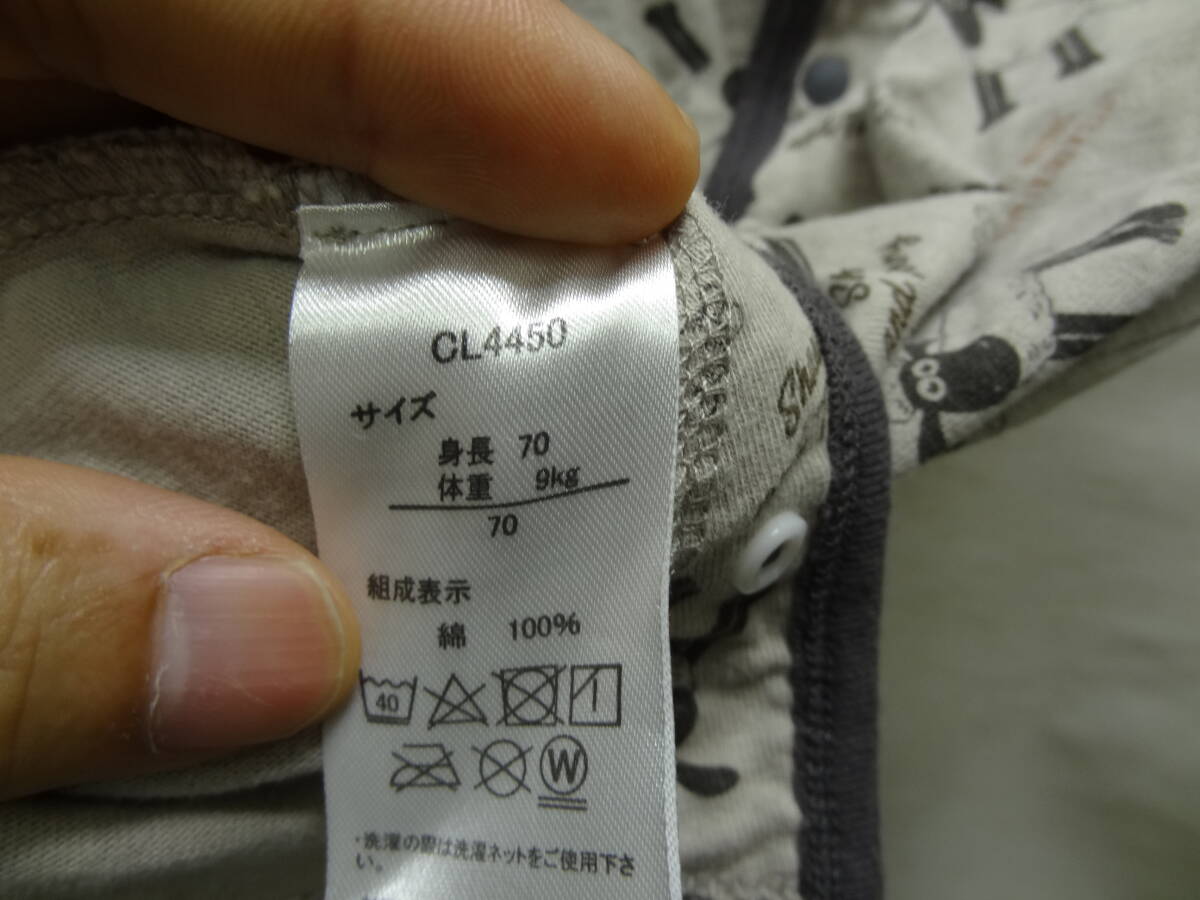 CL4450
サイズ
身長 70
体重 9kg
70
組成表示
綿 100%
40
W
・洗濯の際は洗濯ネットをご使用下さ
い。